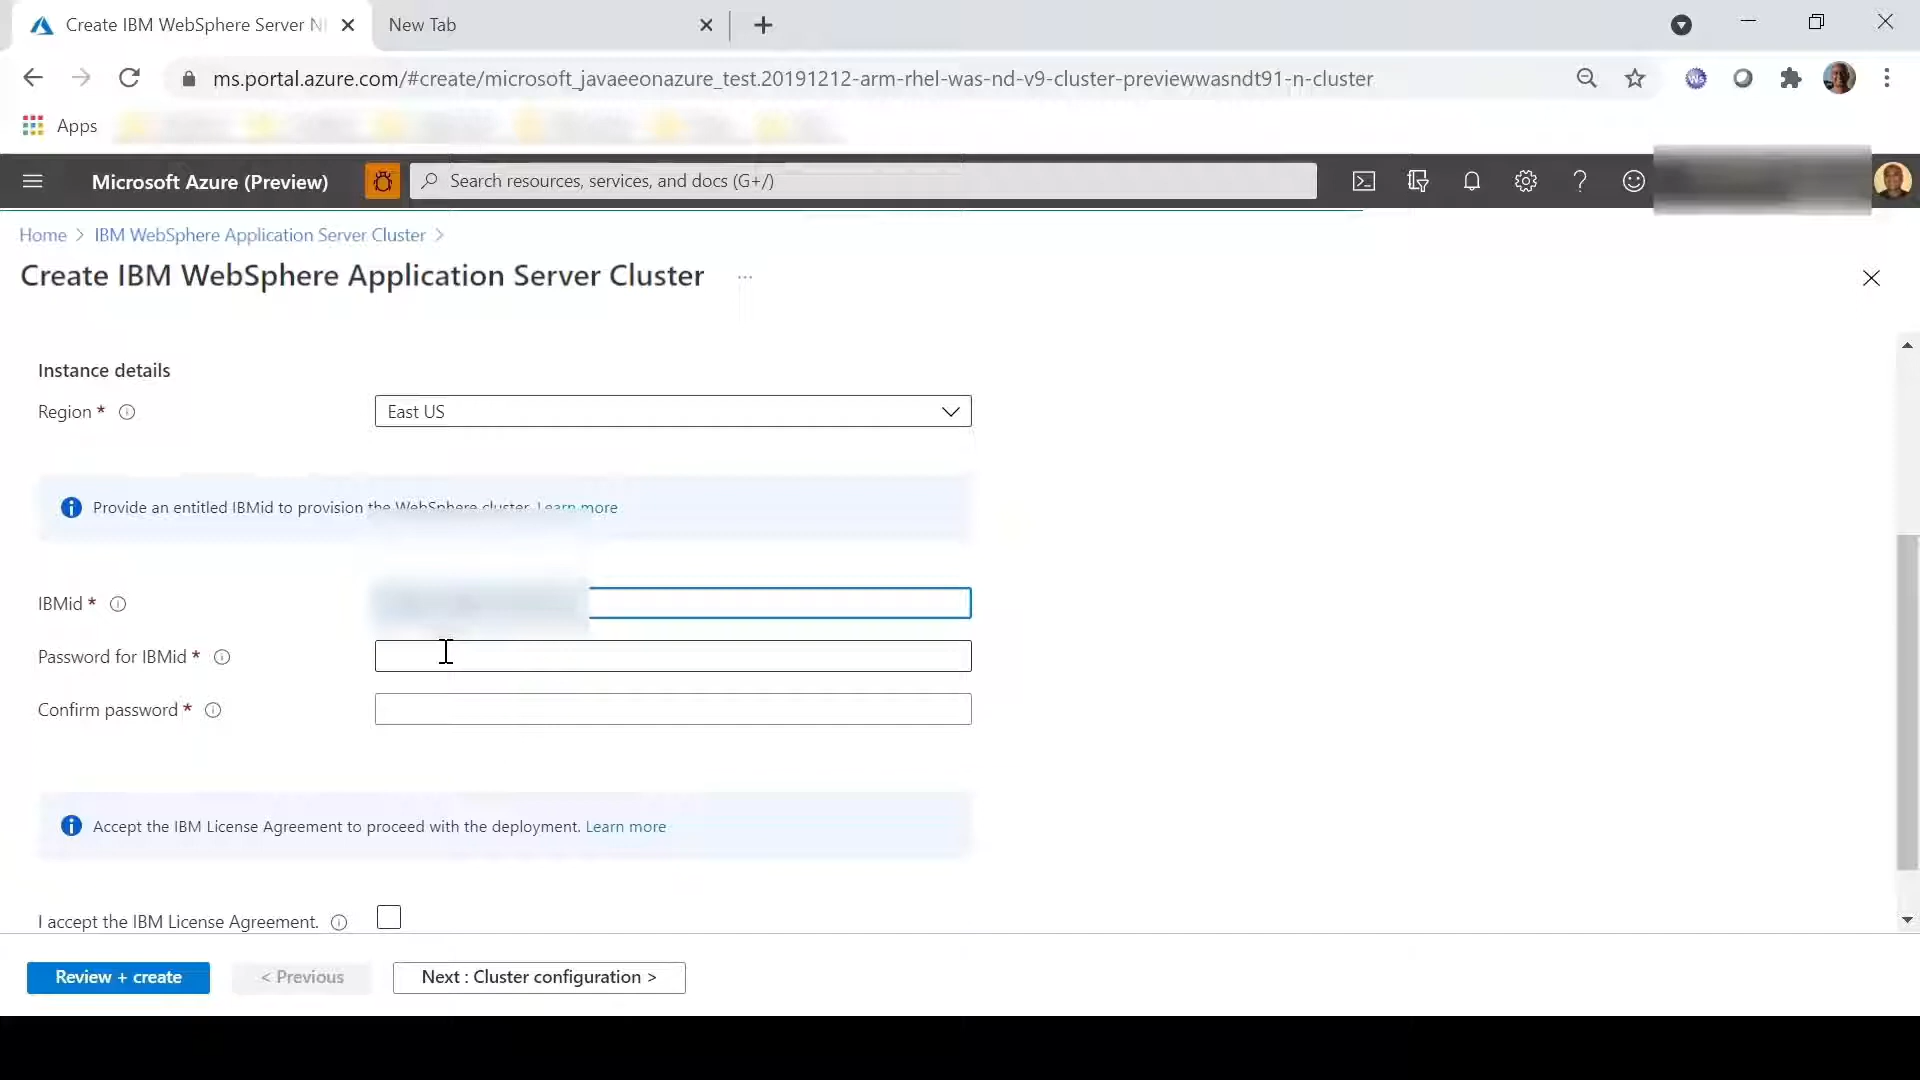 Create IBM WebSphere Server N
New Tab
ms.portal.azure.com/#create/microsoft_javaeeonazure_test.20191212-arm-rhel-was-nd-v9-cluster-previewwasndt91-n-cluster
Apps
Microsoft Azure (Preview)
Search resources, services, and docs (G+/)
Home > IBM WebSphere Application Server Cluster >
Create IBM WebSphere Application Server Cluster ...
Instance details
Region *
East US
Provide an entitled IBMid to provision the WebSphere cluster. Learn more
IBMid *
Password for IBMid *
Confirm password *
Accept the IBM License Agreement to proceed with the deployment. Learn more
I accept the IBM License Agreement.
Review + create
< Previous
Next : Cluster configuration >